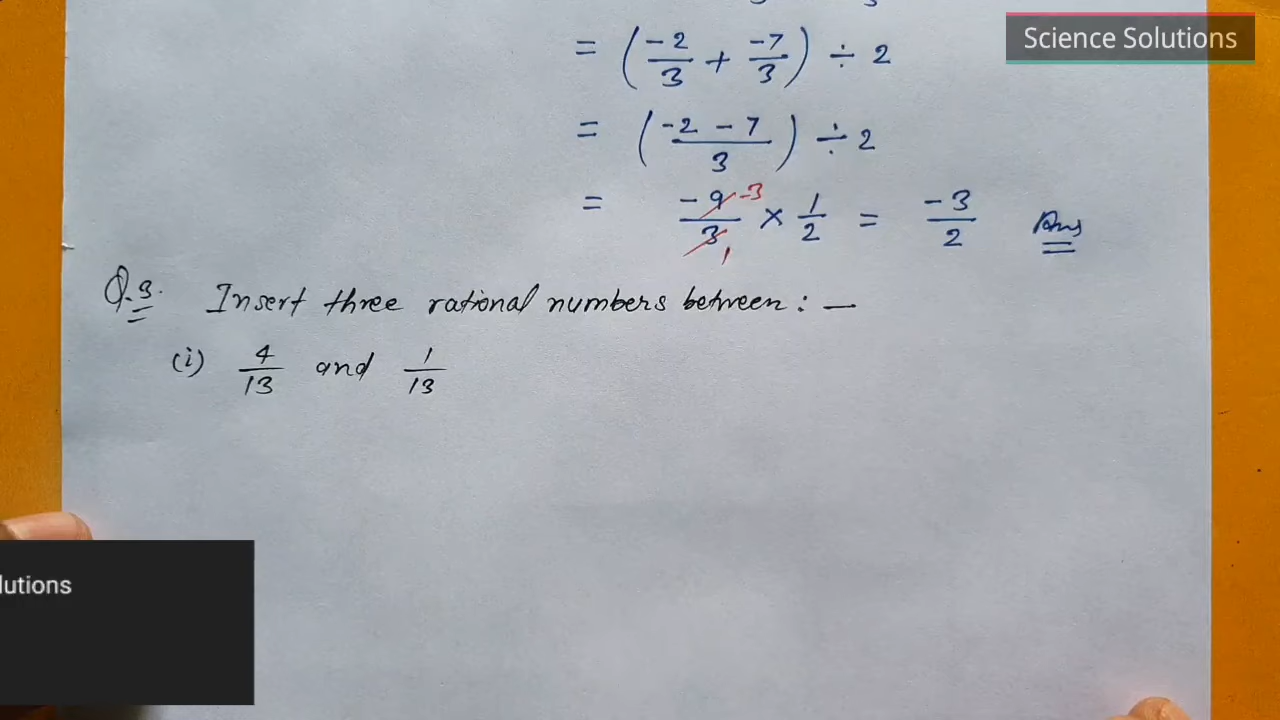 Science Solutions
= (-2/3 + -7/3) ÷ 2
= (-2 - 7/3) ÷ 2
= -9/3 -3 1 × 1/2 = -3/2 Ans
Q.3. Insert three rational numbers between : —
(i) 4/13 and 1/13
lutions